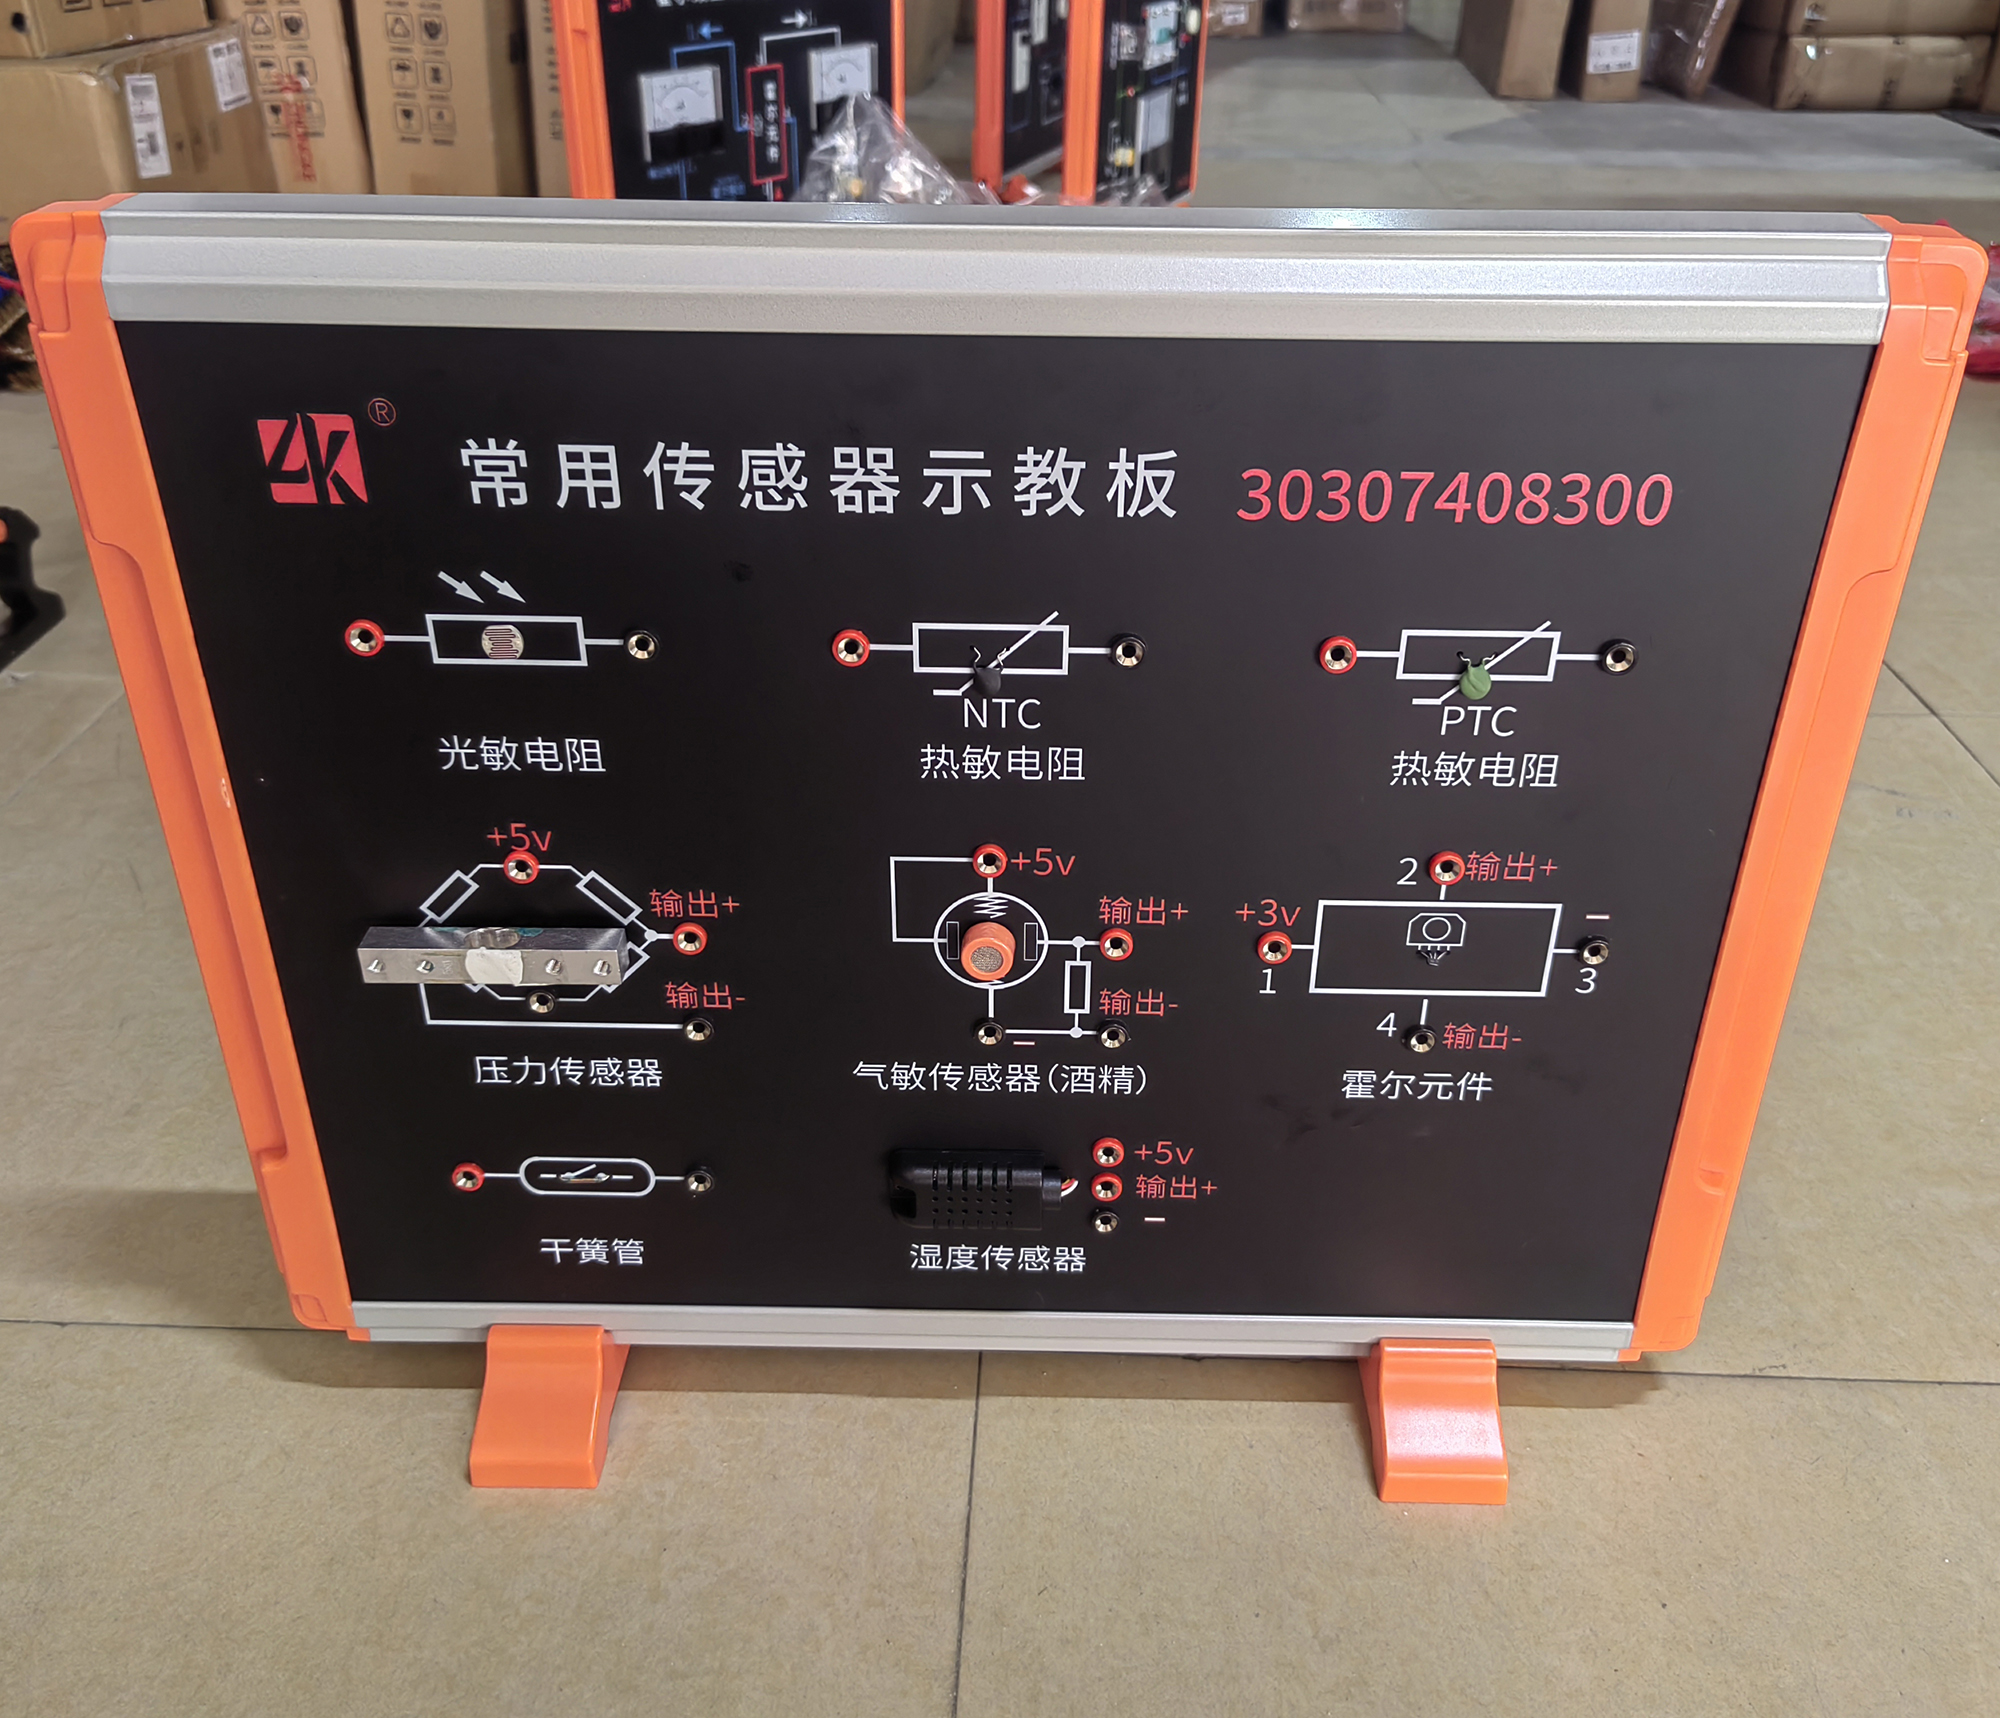 ZK®
常用传感器示教板 30307408300
光敏电阻
NTC
热敏电阻
PTC
热敏电阻
+5v
输出+
输出-
压力传感器
+5v
输出+
输出-
−
气敏传感器(酒精)
2 输出+
+3v
1
−
3
4 输出-
霍尔元件
干簧管
+5v
输出+
−
湿度传感器